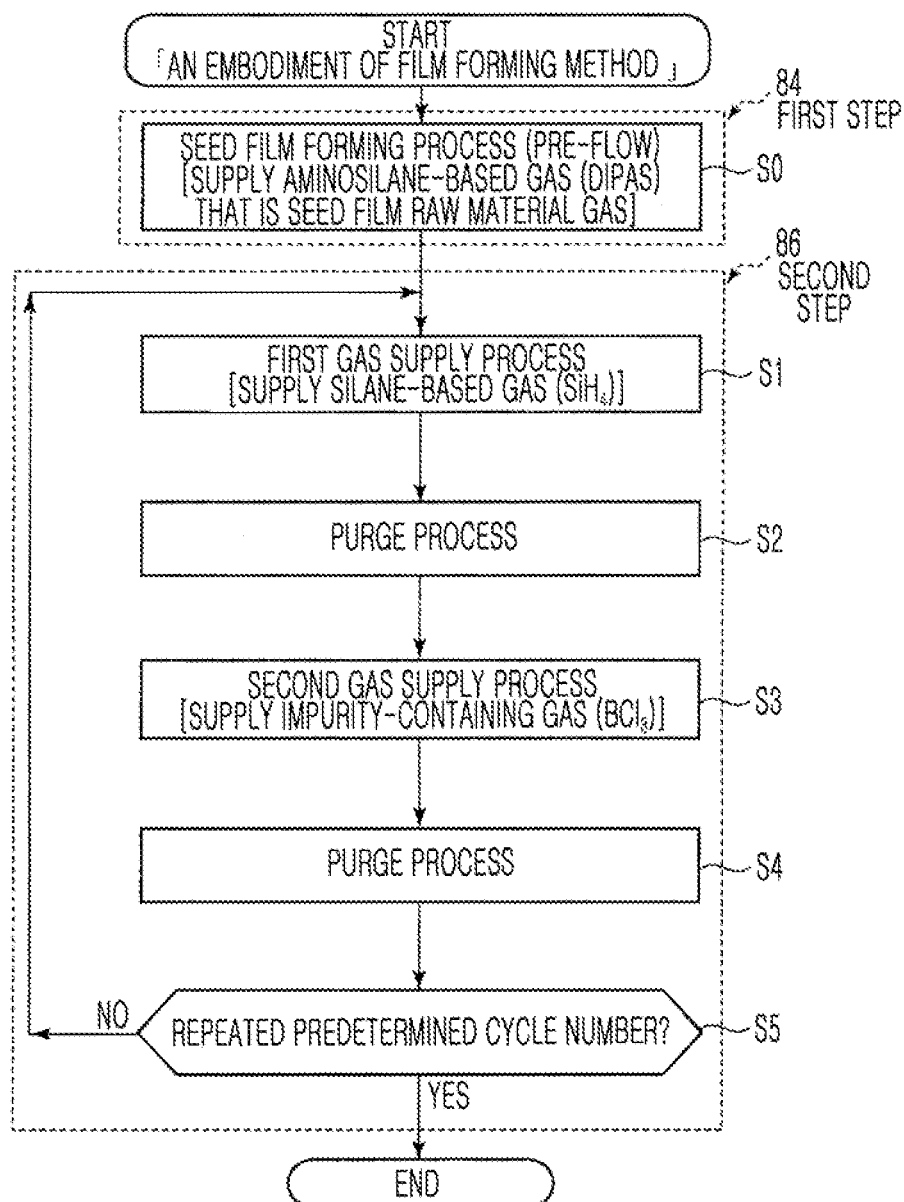 START
「AN EMBODIMENT OF FILM FORMING METHOD」
84
FIRST STEP
SEED FILM FORMING PROCESS (PRE-FLOW)
[SUPPLY AMINOSILANE-BASED GAS (DIPAS)
THAT IS SEED FILM RAW MATERIAL GAS]
S0
86
SECOND
STEP
FIRST GAS SUPPLY PROCESS
[SUPPLY SILANE-BASED GAS (SiH₄)]
S1
PURGE PROCESS
S2
SECOND GAS SUPPLY PROCESS
[SUPPLY IMPURITY-CONTAINING GAS (BCl₃)]
S3
PURGE PROCESS
S4
NO
REPEATED PREDETERMINED CYCLE NUMBER?
S5
YES
END